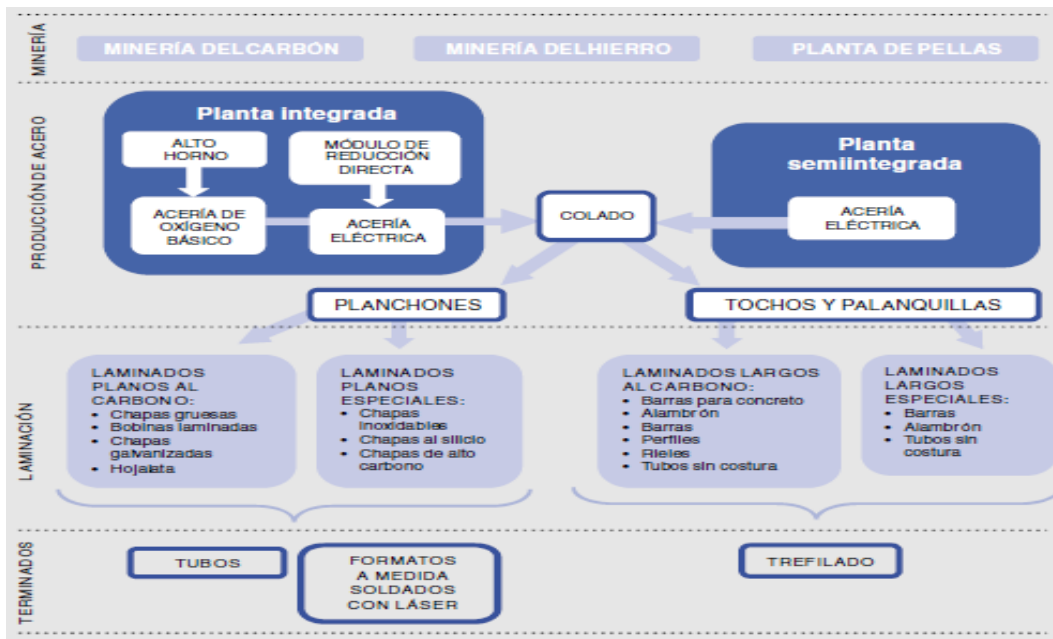 MINERÍA
MINERÍA DELCARBÓN
MINERÍA DELHIERRO
PLANTA DE PELLAS
PRODUCCIÓN DE ACERO
Planta integrada
ALTO
HORNO
MÓDULO DE
REDUCCIÓN
DIRECTA
ACERÍA DE
OXÍGENO
BÁSICO
ACERÍA
ELÉCTRICA
COLADO
Planta
semiintegrada
ACERÍA
ELÉCTRICA
PLANCHONES
TOCHOS Y PALANQUILLAS
LAMINACIÓN
LAMINADOS
PLANOS AL
CARBONO:
• Chapas gruesas
• Bobinas laminadas
• Chapas
galvanizadas
• Hojalata
LAMINADOS
PLANOS
ESPECIALES:
• Chapas
Inoxidables
• Chapas al silicio
• Chapas de alto
carbono
LAMINADOS LARGOS
AL CARBONO:
• Barras para concreto
• Alambrón
• Barras
• Perfiles
• Rieles
• Tubos sin costura
LAMINADOS
LARGOS
ESPECIALES:
• Barras
• Alambrón
• Tubos sin
costura
TERMINADOS
TUBOS
FORMATOS
A MEDIDA
SOLDADOS
CON LÁSER
TREFILADO